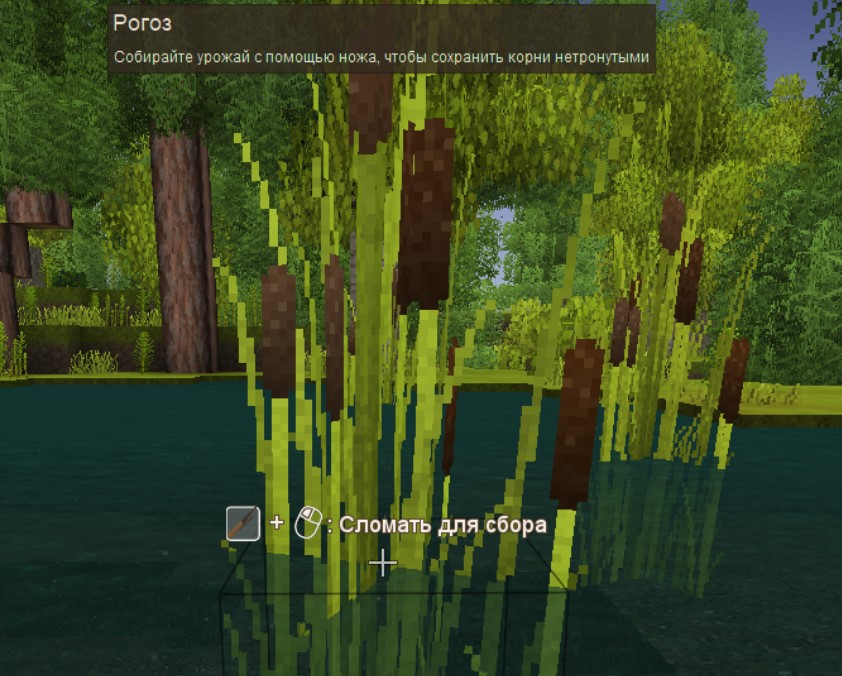 Рогоз
Собирайте урожай с помощью ножа, чтобы сохранить корни нетронутыми
+ : Сломать для сбора